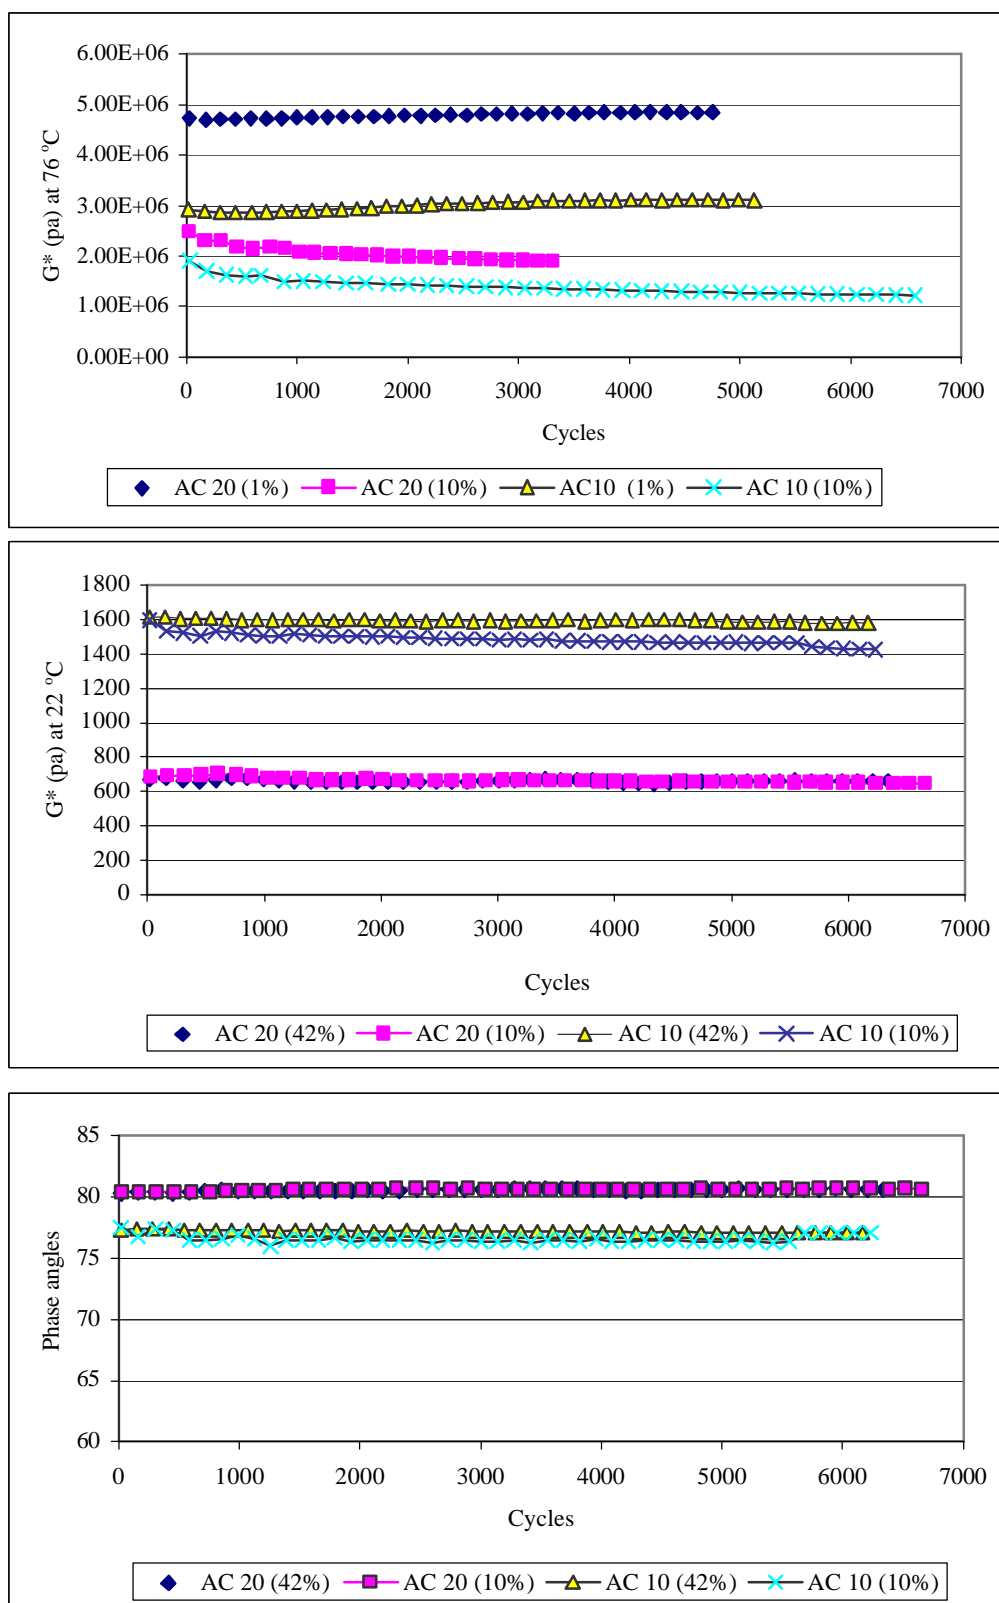 6.00E+06
5.00E+06
4.00E+06
3.00E+06
2.00E+06
1.00E+06
0.00E+00
G* (pa) at 76 ºC
0 1000 2000 3000 4000 5000 6000 7000
Cycles
AC 20 (1%) AC 20 (10%) AC10 (1%) AC 10 (10%)
1800
1600
1400
1200
1000
800
600
400
200
0
G* (pa) at 22 ºC
0 1000 2000 3000 4000 5000 6000 7000
Cycles
AC 20 (42%) AC 20 (10%) AC 10 (42%) AC 10 (10%)
85
80
75
70
65
60
Phase angles
0 1000 2000 3000 4000 5000 6000 7000
Cycles
AC 20 (42%) AC 20 (10%) AC 10 (42%) AC 10 (10%)